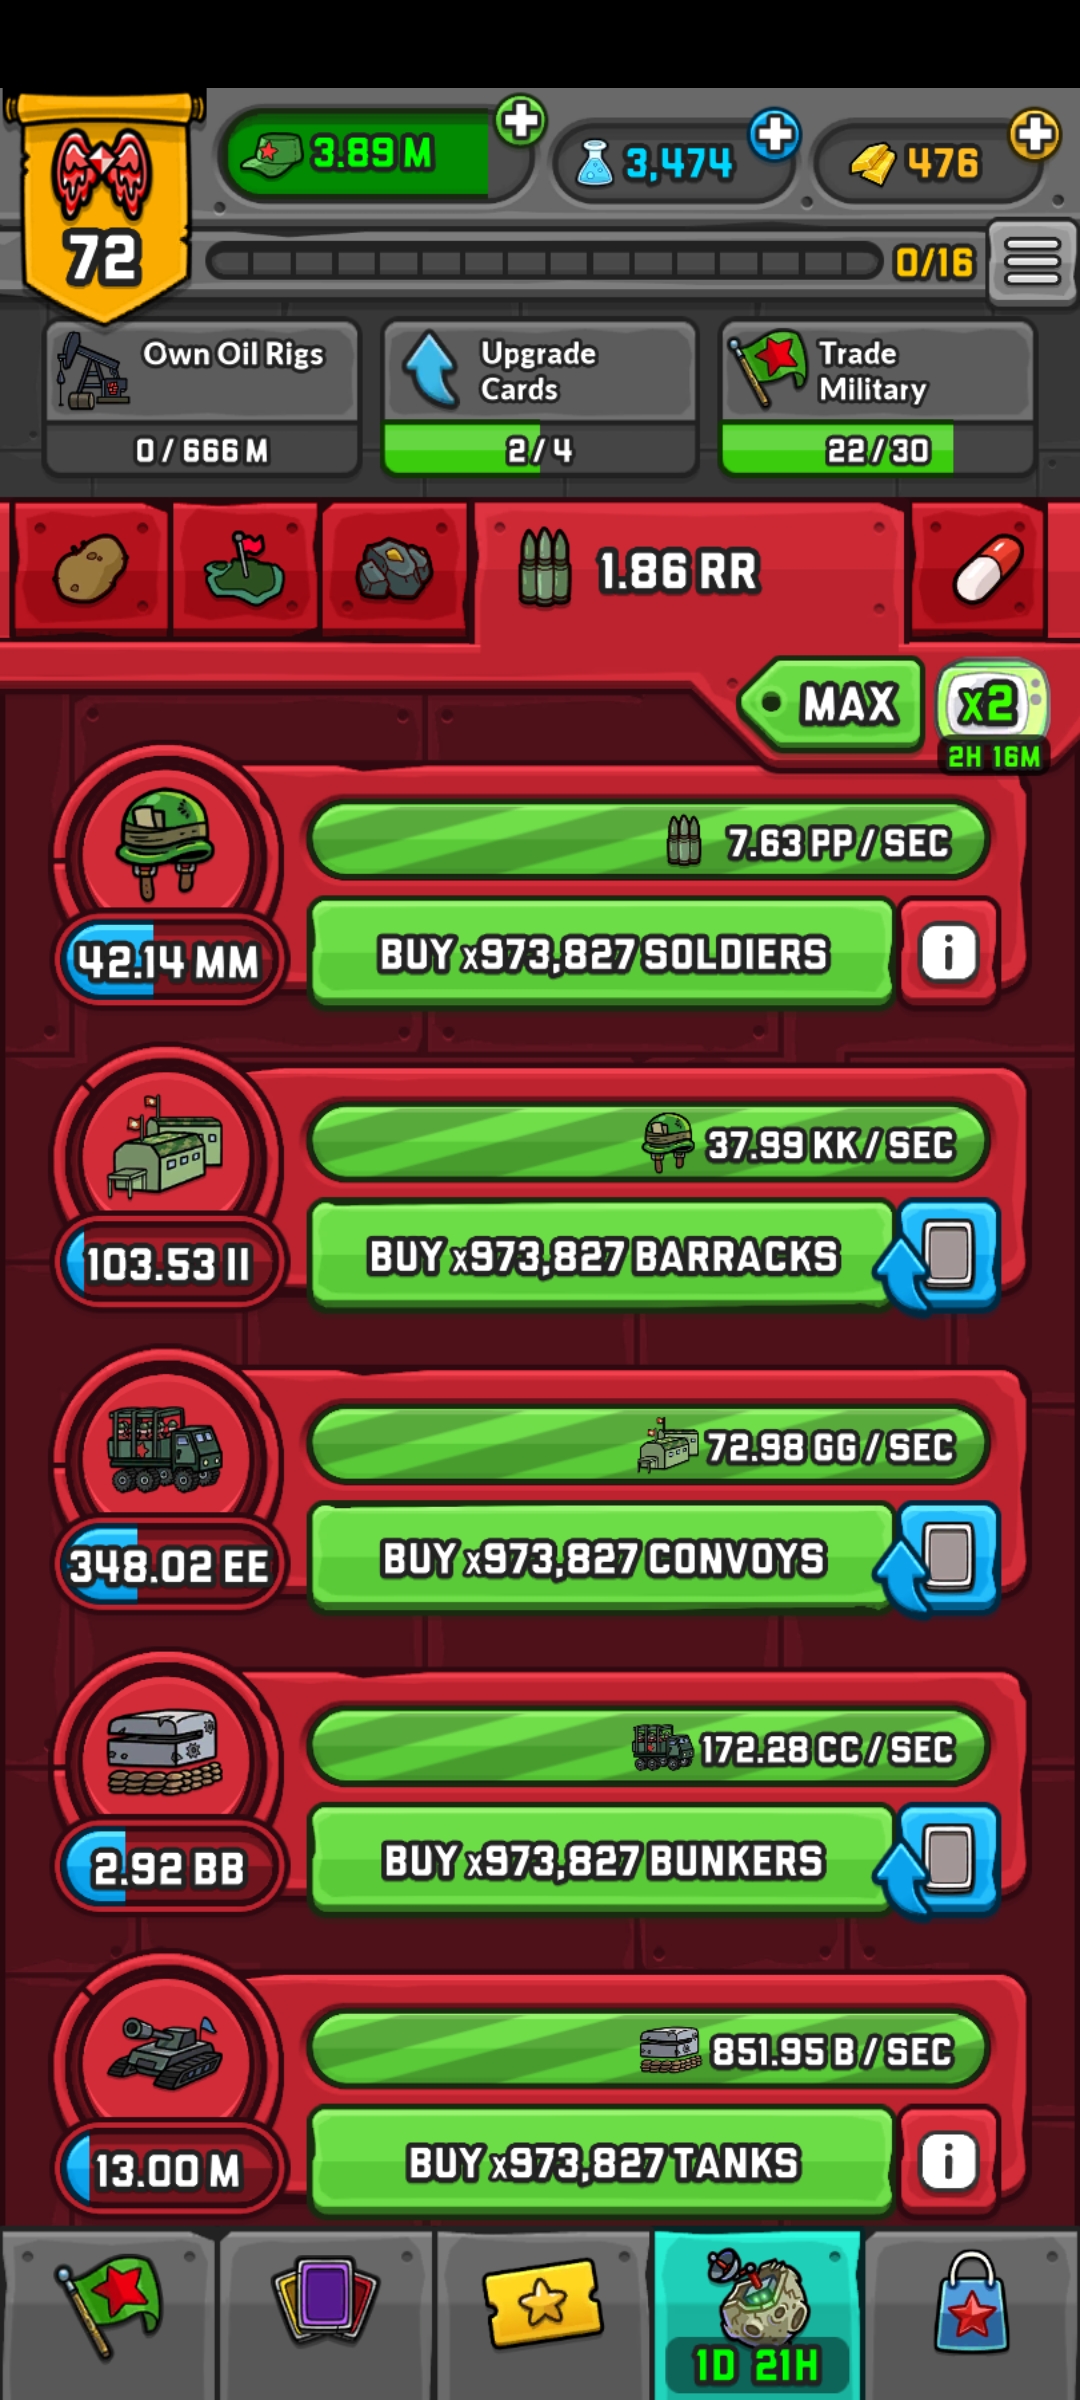 3.89 M
3,474
476
72
0/16
Own Oil Rigs
0 / 666 M
Upgrade
Cards
2 / 4
Trade
Military
22 / 30
1.86 RR
MAX
x2
2H 16M
7.63 PP / SEC
42.14 MM
BUY x973,827 SOLDIERS
i
37.99 KK / SEC
103.53 II
BUY x973,827 BARRACKS
72.98 GG / SEC
348.02 EE
BUY x973,827 CONVOYS
172.28 CC / SEC
2.92 BB
BUY x973,827 BUNKERS
851.95 B / SEC
13.00 M
BUY x973,827 TANKS
i
1D 21H